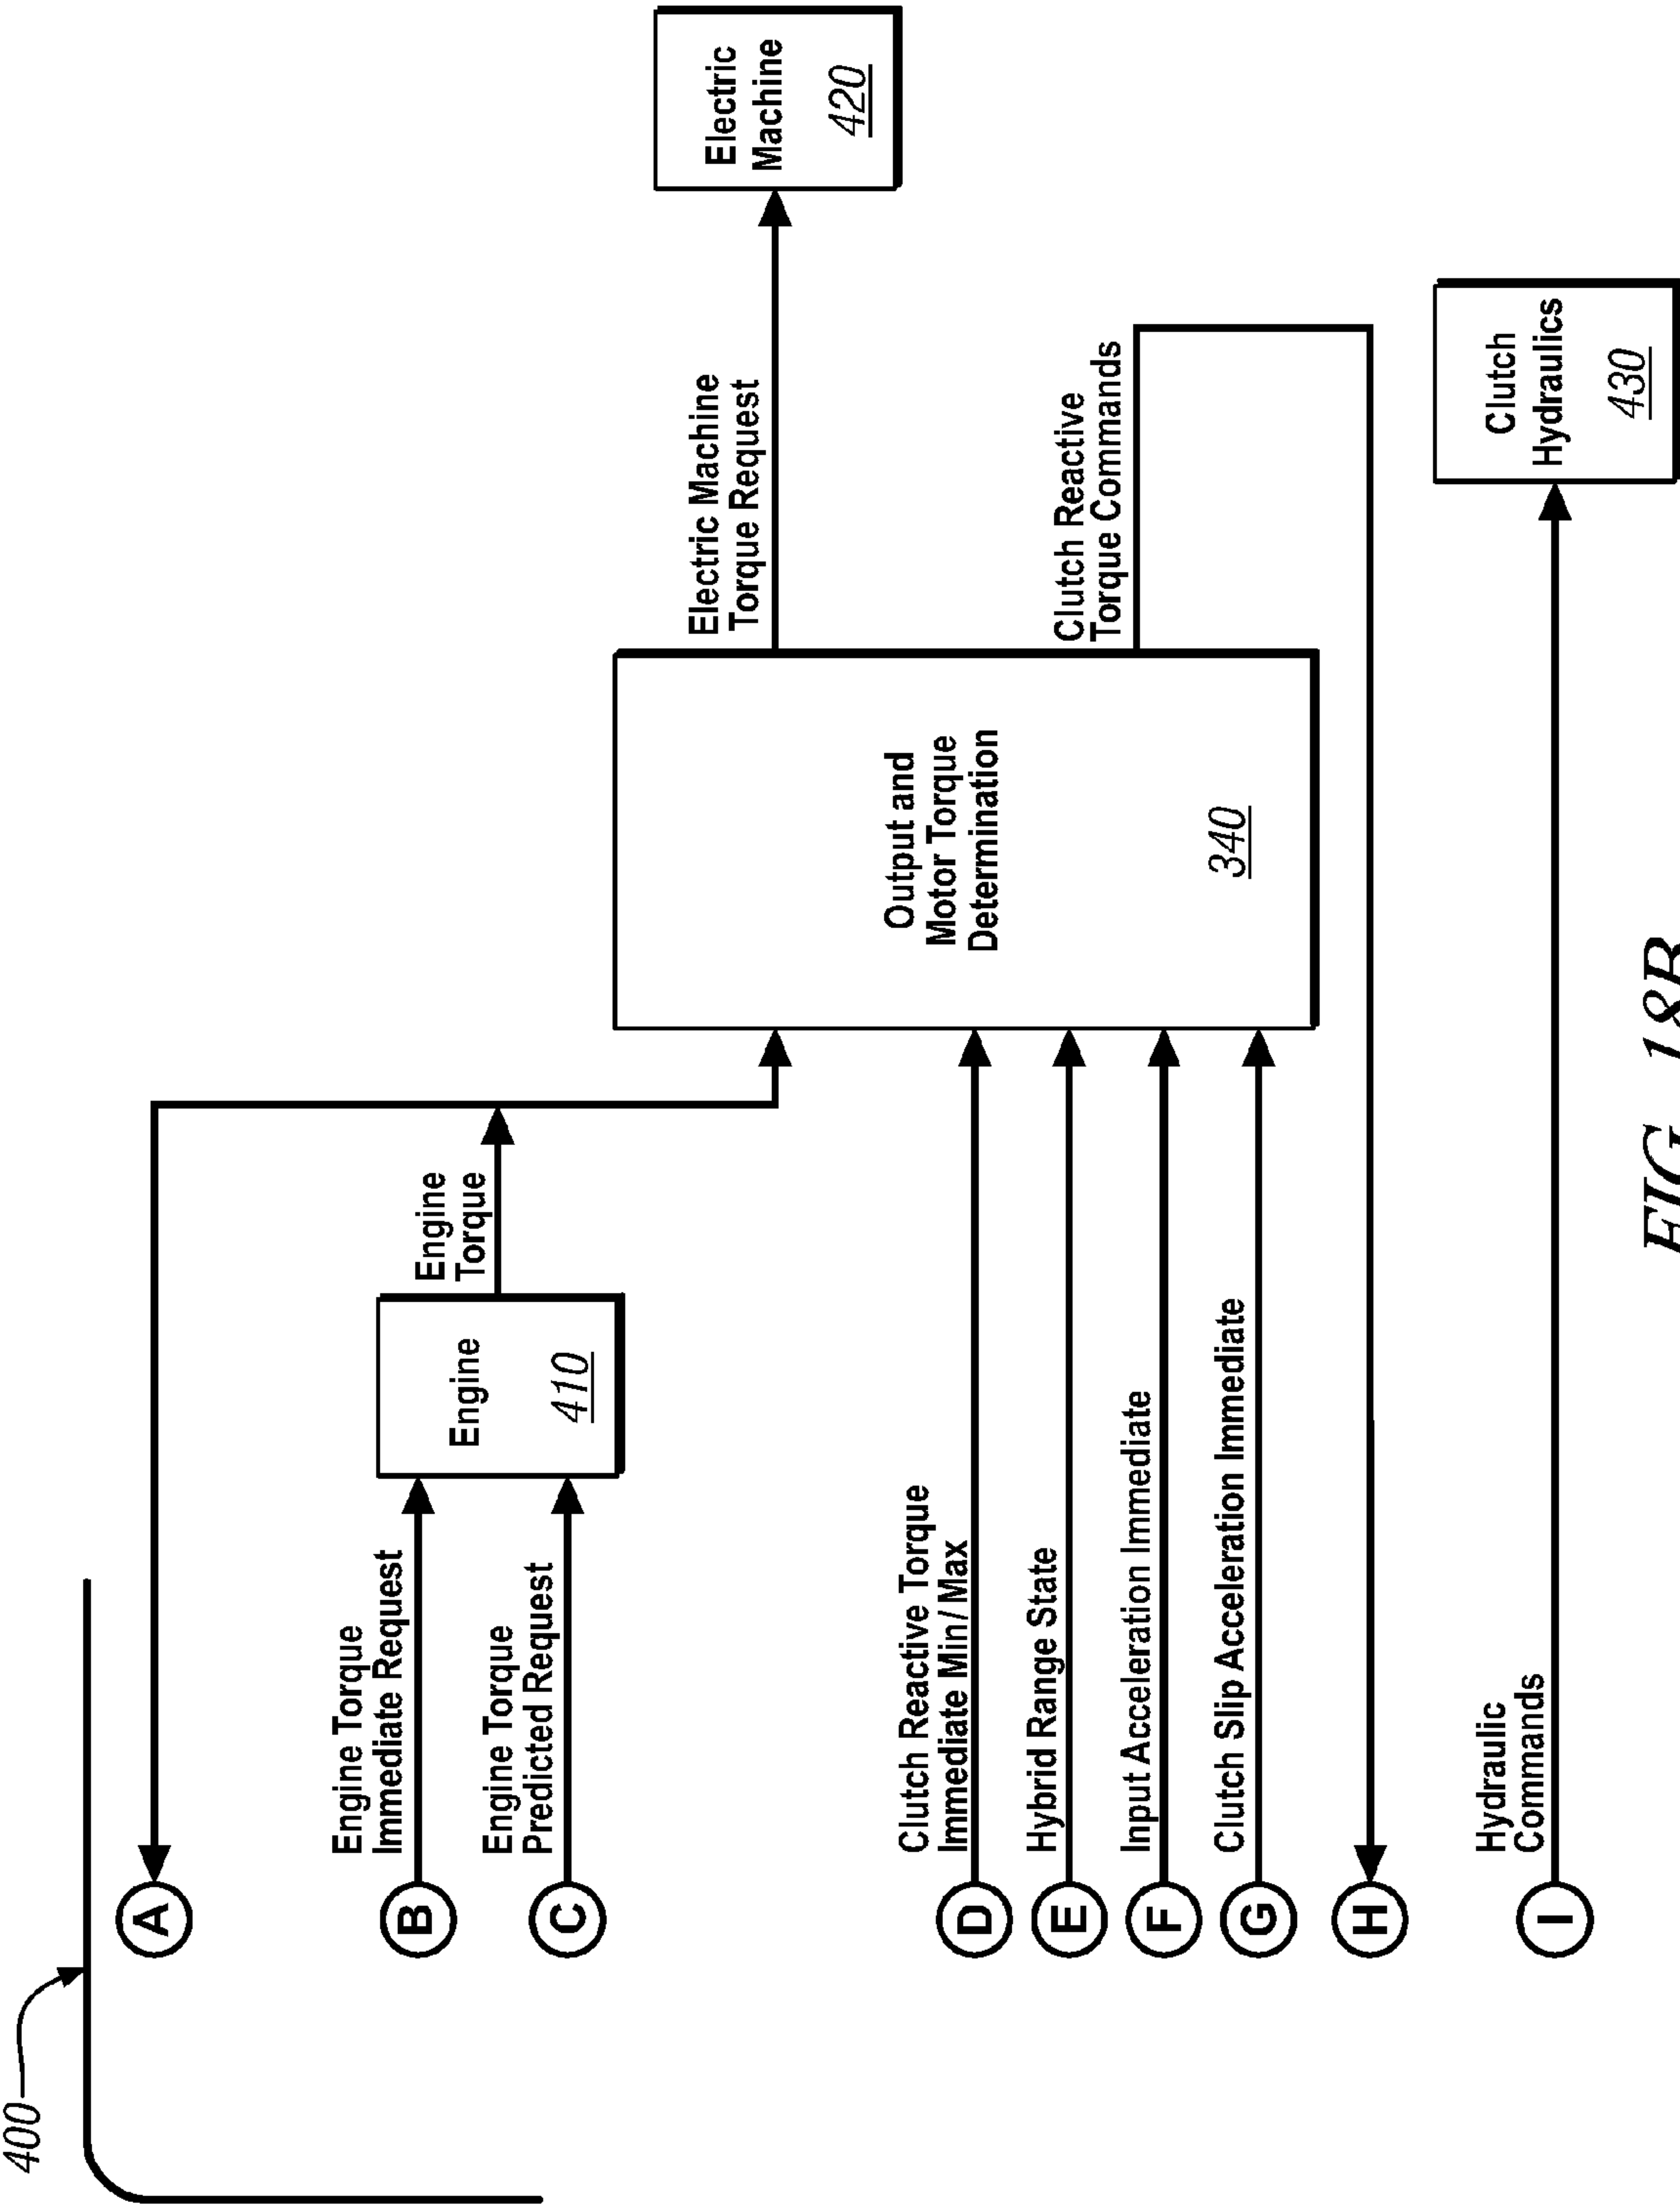 400
A
Engine Torque
Immediate Request
B
Engine Torque
Predicted Request
C
Engine
410
Engine
Torque
Clutch Reactive Torque
Immediate Min/ Max
D
Hybrid Range State
E
Input Acceleration Immediate
F
Clutch Slip Acceleration Immediate
G
H
Output and
Motor Torque
Determination
340
Electric Machine
Torque Request
Electric
Machine
420
Clutch Reactive
Torque Commands
Hydraulic
Commands
I
Clutch
Hydraulics
430
FIG. 18B